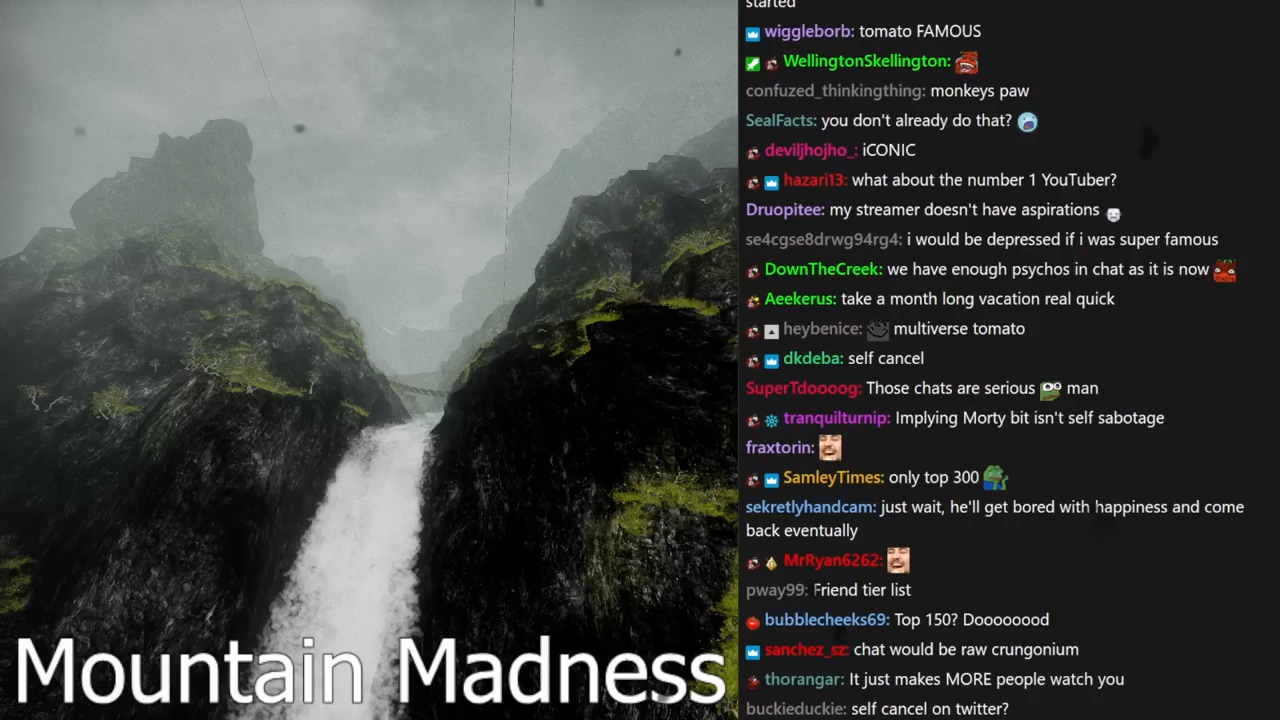 started
wiggleborb: tomato FAMOUS
WellingtonSkellington:
confuzed_thinkingthing: monkeys paw
SealFacts: you don't already do that?
deviljhojho_: iCONIC
hazari13: what about the number 1 YouTuber?
Druopitee: my streamer doesn't have aspirations
se4cgse8drwg94rg4: i would be depressed if i was super famous
DownTheCreek: we have enough psychos in chat as it is now
Aeekerus: take a month long vacation real quick
heybenice: multiverse tomato
dkdeba: self cancel
SuperTdoooog: Those chats are serious man
tranquilturnip: Implying Morty bit isn't self sabotage
fraxtorin:
SamleyTimes: only top 300
sekretlyhandcam: just wait, he'll get bored with happiness and come
back eventually
MrRyan6262:
pway99: Friend tier list
bubblecheeks69: Top 150? Doooooood
sanchez_sz: chat would be raw crungonium
thorangar: It just makes MORE people watch you
buckieduckie: self cancel on twitter?
Mountain Madness